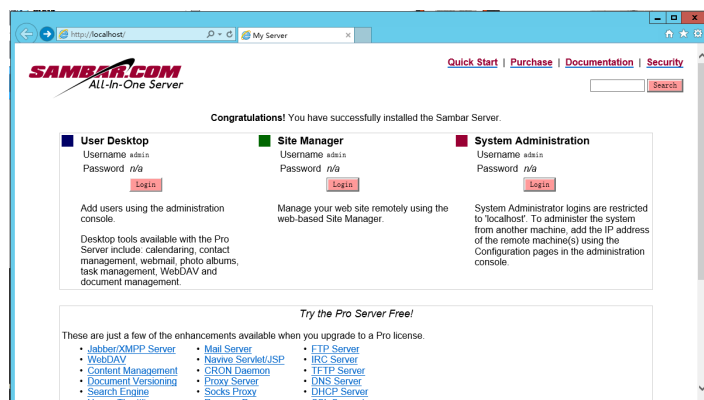 http://localhost/
My Server
SAMBAR.COM
All-In-One Server
Quick Start | Purchase | Documentation | Security
Search
Congratulations! You have successfully installed the Sambar Server.
User Desktop
Username admin
Password n/a
Login
Add users using the administration
console.
Desktop tools available with the Pro
Server include: calendaring, contact
management, webmail, photo albums,
task management, WebDAV and
document management.
Site Manager
Username admin
Password n/a
Login
Manage your web site remotely using the
web-based Site Manager.
System Administration
Username admin
Password n/a
Login
System Administrator logins are restricted
to 'localhost'. To administer the system
from another machine, add the IP address
of the remote machine(s) using the
Configuration pages in the administration
console.
Try the Pro Server Free!
These are just a few of the enhancements available when you upgrade to a Pro license.
• Jabber/XMPP Server
• WebDAV
• Content Management
• Document Versioning
• Search Engine
• Mail Server
• Navive Servlet/JSP
• CRON Daemon
• Proxy Server
• Socks Proxy
• FTP Server
• IRC Server
• TFTP Server
• DNS Server
• DHCP Server